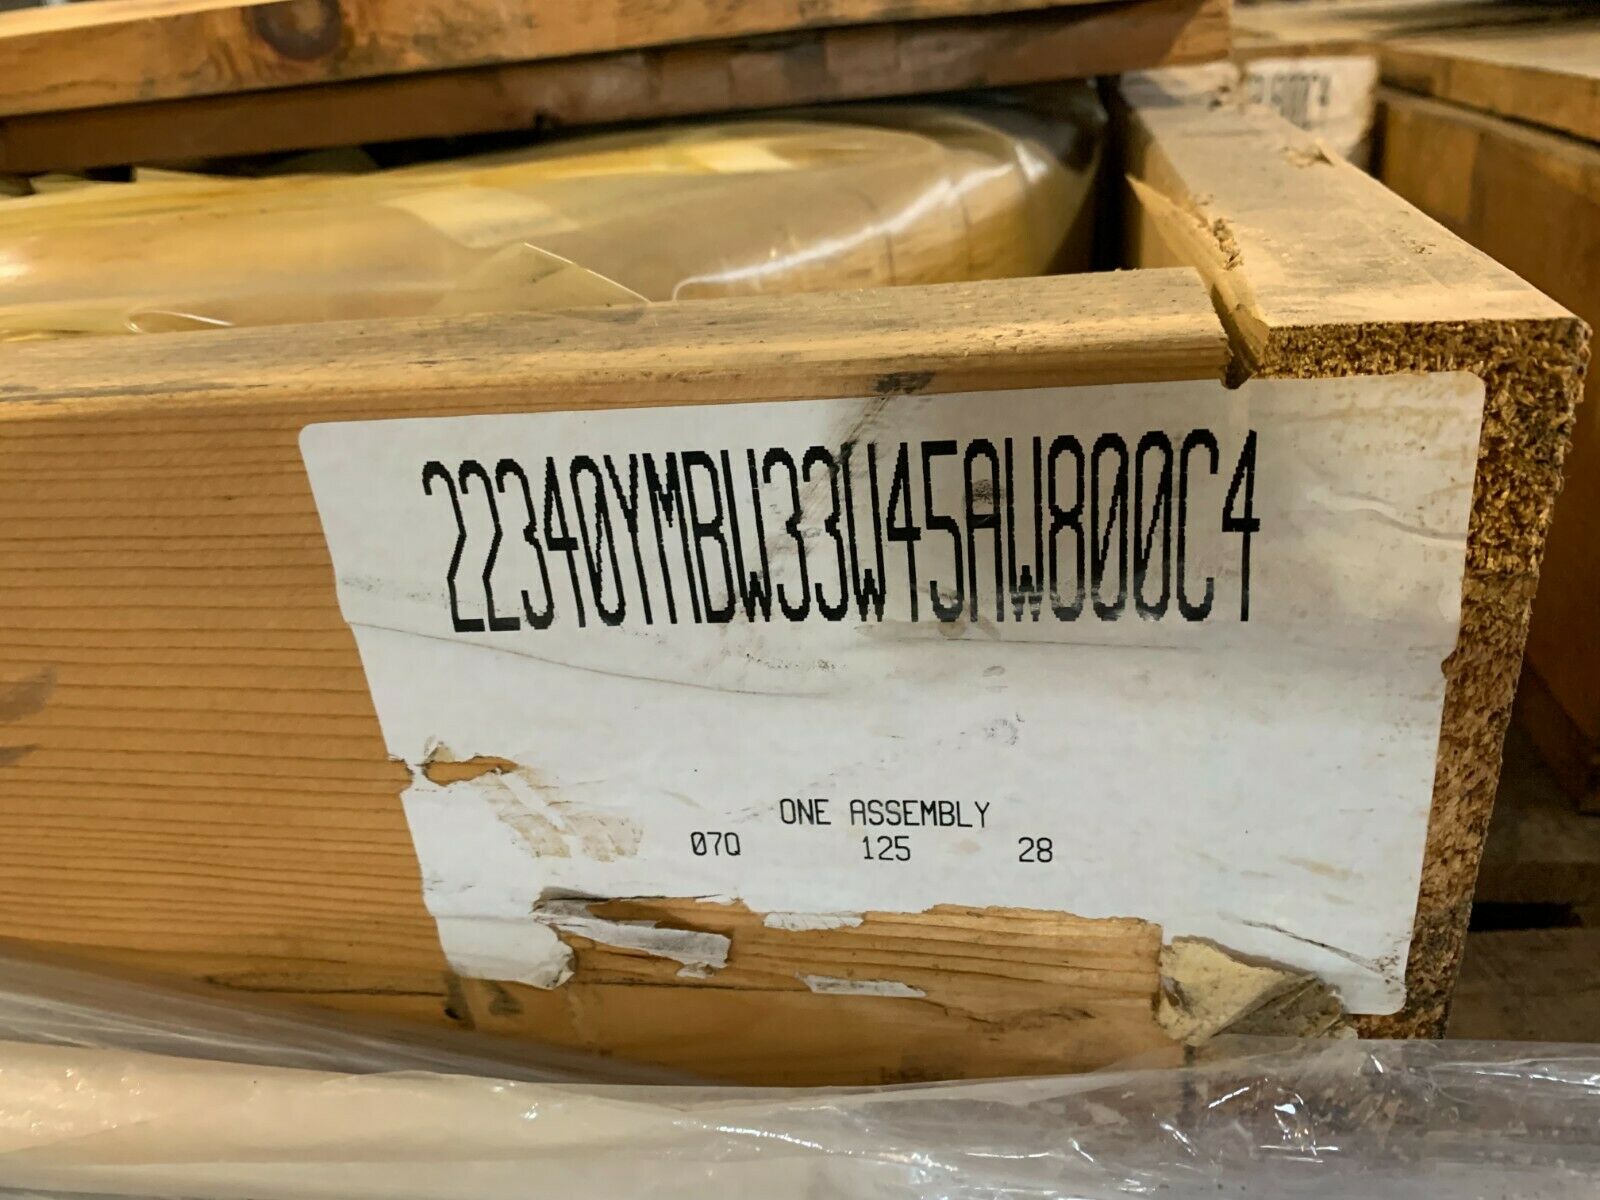 22340YMBW33W45AW800C4
ONE ASSEMBLY
07Q 125 28